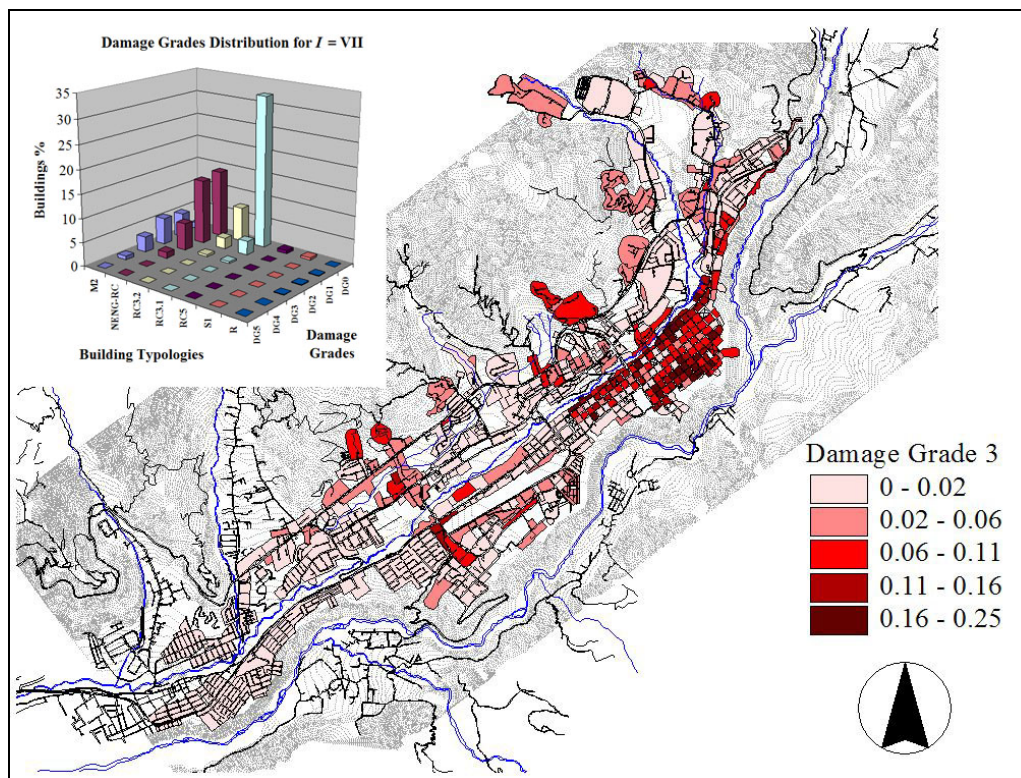 Damage Grades Distribution for I = VII
Buildings %
35
30
25
20
15
10
5
0
M2
NENG-RC
RC3.2
RC3.1
RC5
S1
R
DG5
DG4
DG3
DG2
DG1
DG0
Building Typologies
Damage
Grades
Damage Grade 3
0 - 0.02
0.02 - 0.06
0.06 - 0.11
0.11 - 0.16
0.16 - 0.25